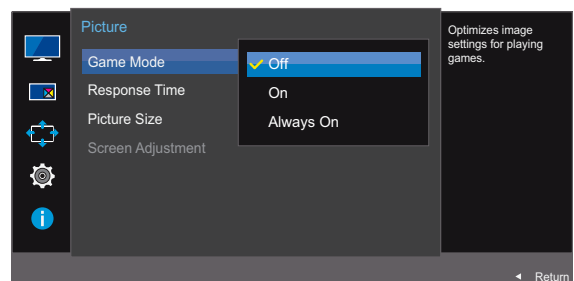 Picture
Game Mode
Off
Optimizes image
settings for playing
games.
Response Time
On
Picture Size
Always On
Screen Adjustment
Return